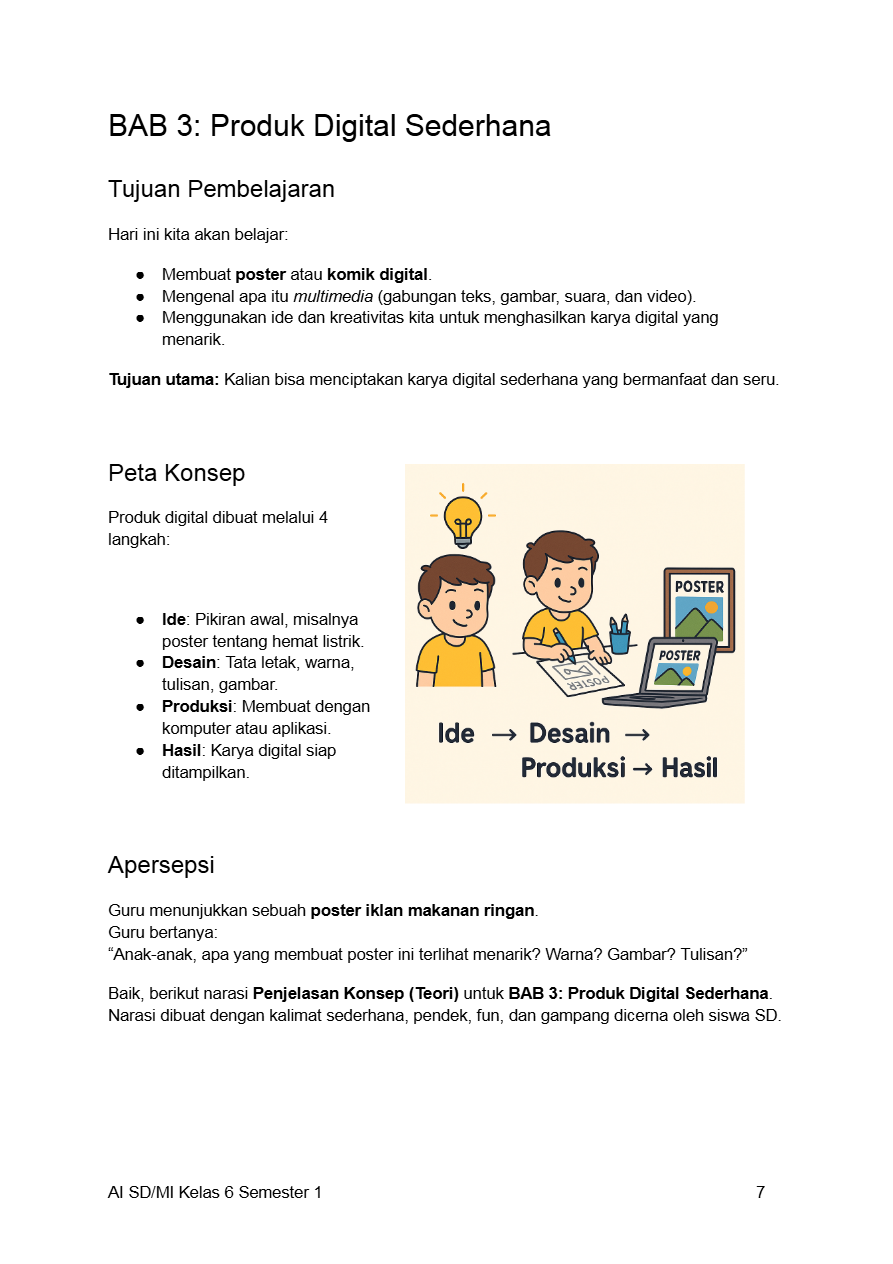 BAB 3: Produk Digital Sederhana
Tujuan Pembelajaran
Hari ini kita akan belajar:
● Membuat poster atau komik digital.
● Mengenal apa itu multimedia (gabungan teks, gambar, suara, dan video).
● Menggunakan ide dan kreativitas kita untuk menghasilkan karya digital yang
menarik.
Tujuan utama: Kalian bisa menciptakan karya digital sederhana yang bermanfaat dan seru.
Peta Konsep
Produk digital dibuat melalui 4
langkah:
● Ide: Pikiran awal, misalnya
poster tentang hemat listrik.
● Desain: Tata letak, warna,
tulisan, gambar.
● Produksi: Membuat dengan
komputer atau aplikasi.
● Hasil: Karya digital siap
ditampilkan.
POSTER
POSTER
POSTER
Ide → Desain →
Produksi → Hasil
Apersepsi
Guru menunjukkan sebuah poster iklan makanan ringan.
Guru bertanya:
“Anak-anak, apa yang membuat poster ini terlihat menarik? Warna? Gambar? Tulisan?”
Baik, berikut narasi Penjelasan Konsep (Teori) untuk BAB 3: Produk Digital Sederhana.
Narasi dibuat dengan kalimat sederhana, pendek, fun, dan gampang dicerna oleh siswa SD.
AI SD/MI Kelas 6 Semester 1 7